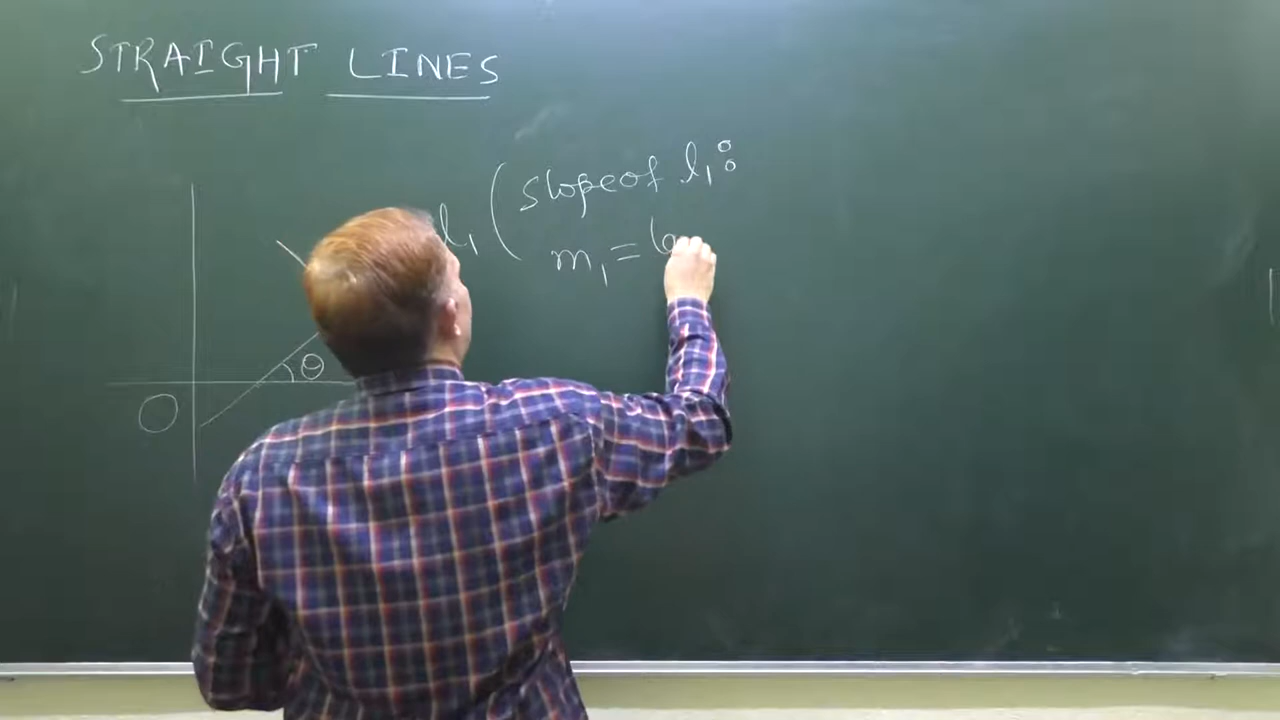 STRAIGHT LINES
l₁ ( slope of l₁ :
m₁ =
θ
O